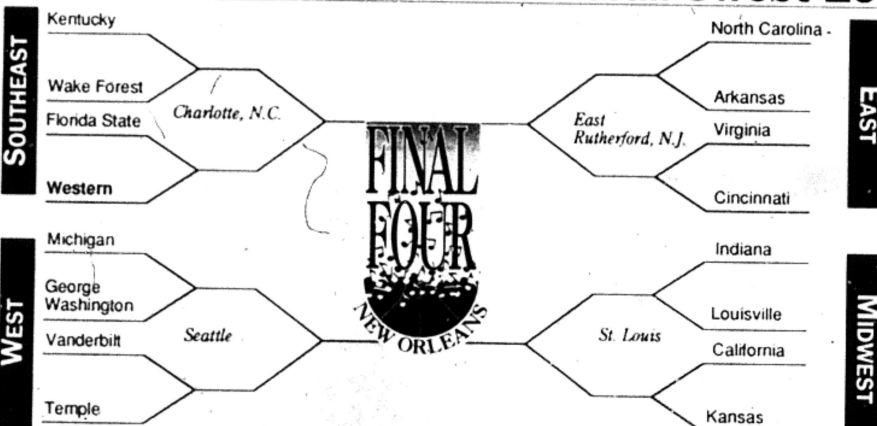 SOUTHEAST
Kentucky
Wake Forest
Florida State
Western
Charlotte, N.C.
WEST
Michigan
George
Washington
Vanderbilt
Temple
Seattle
FINAL
FOUR
NEW ORLEANS
EAST
North Carolina
Arkansas
Virginia
Cincinnati
East
Rutherford, N.J.
MIDWEST
Indiana
Louisville
California
Kansas
St. Louis